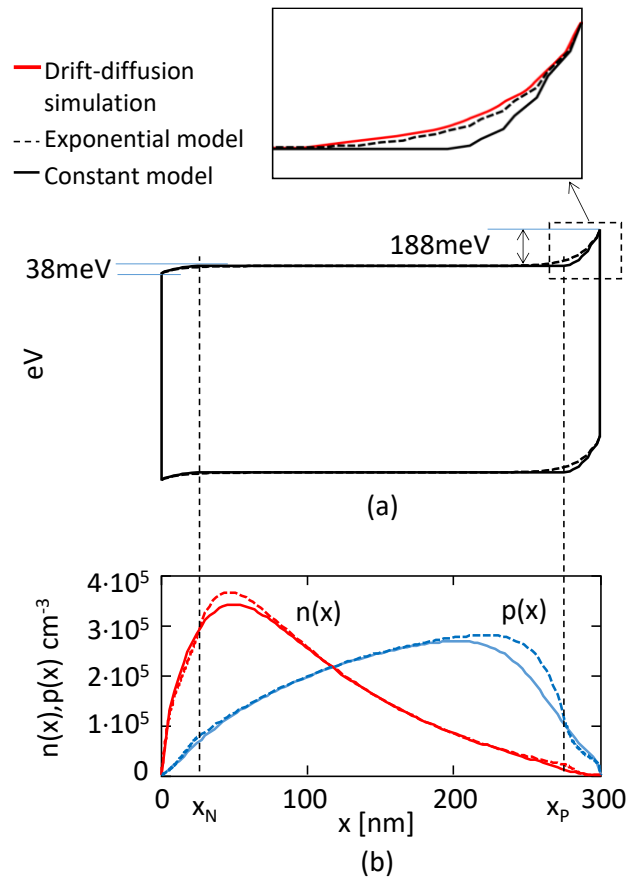 Drift-diffusion
simulation
Exponential model
Constant model
188meV
38meV
eV
(a)
4·10⁵
3·10⁵
2·10⁵
1·10⁵
0
n(x),p(x) cm⁻³
n(x)
p(x)
0
100
200
300
x_N
x [nm]
x_P
(b)